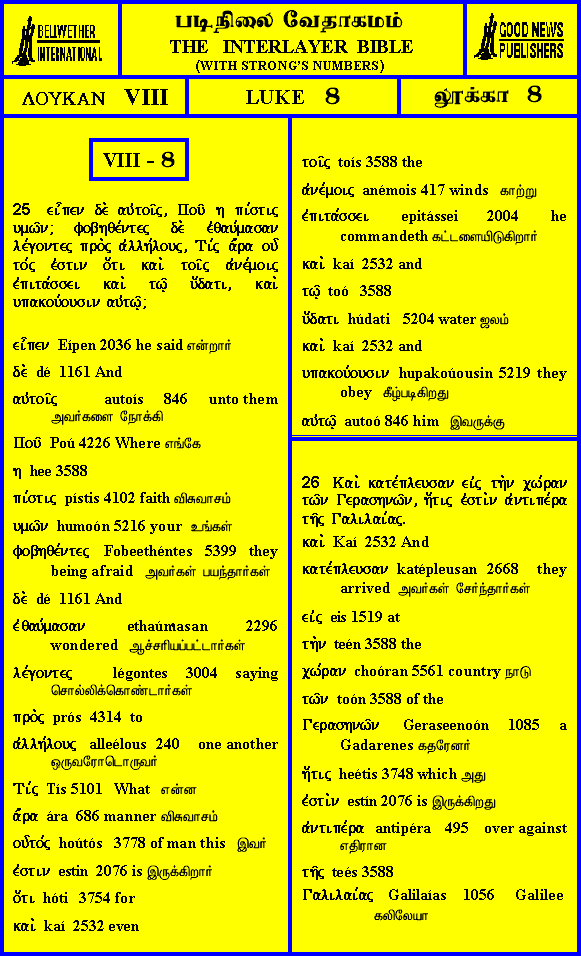 BELLWETHER
INTERNATIONAL
படிநிலை வேதாகமம்
THE INTERLAYER BIBLE
(WITH STRONG'S NUMBERS)
GOOD NEWS
PUBLISHERS
ΛΟΥΚΑΝ VIII
LUKE 8
லூக்கா 8
VIII - 8
25 εἶπεν δὲ αὐτοῖς, Ποῦ η πίστις
υμῶν; φοβηθέντες δὲ ἐθαύμασαν
λέγοντες πρὸς ἀλλήλους, Τίς ἄρα οὗ
τός ἐστιν ὅτι καὶ τοῖς ἀνέμοις
ἐπιτάσσει καὶ τῷ ὕδατι, καὶ
υπακούουσιν αὐτῷ;
εἶπεν Eípen 2036 he said என்றார்
δὲ dé 1161 And
αὐτοῖς autoís 846 unto them
அவர்களை நோக்கி
Ποῦ Poú 4226 Where எங்கே
η hee 3588
πίστις pístis 4102 faith விசுவாசம்
υμῶν humoón 5216 your உங்கள்
φοβηθέντες Fobeethéntes 5399 they
being afraid அவர்கள் பயந்தார்கள்
δὲ dé 1161 And
ἐθαύμασαν ethaúmasan 2296
wondered ஆச்சரியப்பட்டார்கள்
λέγοντες légontes 3004 saying
சொல்லிக்கொண்டார்கள்
πρὸς prós 4314 to
ἀλλήλους alleélous 240 one another
ஒருவரோடொருவர்
Τίς Tís 5101 What என்ன
ἄρα ára 686 manner விசுவாசம்
οὗτός hoútós 3778 of man this இவர்
ἐστιν estin 2076 is இருக்கிறார்
ὅτι hóti 3754 for
καὶ kaí 2532 even
τοῖς toís 3588 the
ἀνέμοις anémois 417 winds காற்று
ἐπιτάσσει epitássei 2004 he
commandeth கட்டளையிடுகிறார்
καὶ kaí 2532 and
τῷ toó 3588
ὕδατι húdati 5204 water ஜலம்
καὶ kaí 2532 and
υπακούουσιν hupakoúousin 5219 they
obey கீழ்படிகிறது
αὐτῷ autoó 846 him இவருக்கு
26 Καὶ κατέπλευσαν εἰς τὴν χώραν
τῶν Γερασηνῶν, ἥτις ἐστὶν ἀντιπέρα
τῆς Γαλιλαίας.
καὶ Kaí 2532 And
κατέπλευσαν katépleusan 2668 they
arrived அவர்கள் சேர்ந்தார்கள்
εἰς eis 1519 at
τὴν teén 3588 the
χώραν choóran 5561 country நாடு
τῶν toón 3588 of the
Γερασηνῶν Geraseenoón 1085 a
Gadarenes கதரேனர்
ἥτις heétis 3748 which அது
ἐστὶν estín 2076 is இருக்கிறது
ἀντιπέρα antipéra 495 over against
எதிரான
τῆς teés 3588
Γαλιλαίας Galilaías 1056 Galilee
கலிலேயா